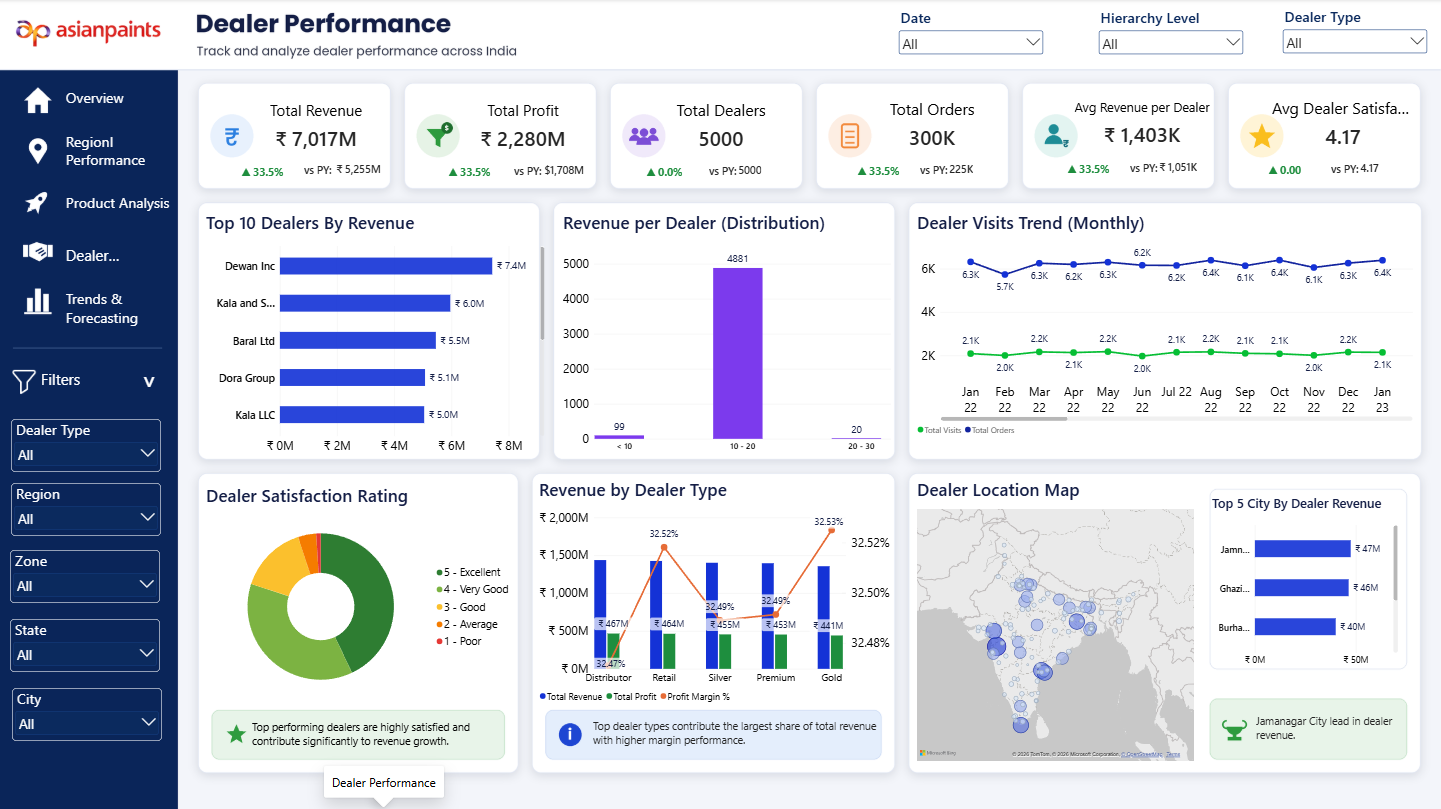 asianpaints
Dealer Performance
Track and analyze dealer performance across India
Date
All
Hierarchy Level
All
Dealer Type
All
Overview
Regionl
Performance
Product Analysis
Dealer...
Trends &
Forecasting
Filters
v
Dealer Type
All
Region
All
Zone
All
State
All
City
All
Total Revenue
₹ 7,017M
▲ 33.5% vs PY: ₹ 5,255M
Total Profit
₹ 2,280M
▲ 33.5% vs PY: $1,708M
Total Dealers
5000
▲ 0.0% vs PY: 5000
Total Orders
300K
▲ 33.5% vs PY: 225K
Avg Revenue per Dealer
₹ 1,403K
▲ 33.5% vs PY: ₹ 1,051K
Avg Dealer Satisfa...
4.17
▲ 0.00 vs PY: 4.17
Top 10 Dealers By Revenue
Dewan Inc ₹ 7.4M
Kala and S... ₹ 6.0M
Baral Ltd ₹ 5.5M
Dora Group ₹ 5.1M
Kala LLC ₹ 5.0M
₹ 0M ₹ 2M ₹ 4M ₹ 6M ₹ 8M
Revenue per Dealer (Distribution)
5000
4000
3000
2000
1000
0
99 4881 20
< 10 10 - 20 20 - 30
Dealer Visits Trend (Monthly)
6K
4K
2K
6.3K 5.7K 6.3K 6.2K 6.3K 6.2K 6.2K 6.4K 6.1K 6.4K 6.1K 6.3K 6.4K
2.1K 2.0K 2.2K 2.1K 2.2K 2.0K 2.1K 2.2K 2.1K 2.1K 2.0K 2.2K 2.1K
Jan 22 Feb 22 Mar 22 Apr 22 May 22 Jun 22 Jul 22 Aug 22 Sep 22 Oct 22 Nov 22 Dec 22 Jan 23
Total Visits Total Orders
Dealer Satisfaction Rating
5 - Excellent
4 - Very Good
3 - Good
2 - Average
1 - Poor
Top performing dealers are highly satisfied and
contribute significantly to revenue growth.
Revenue by Dealer Type
₹ 2,000M
₹ 1,500M
₹ 1,000M
₹ 500M
₹ 0M
32.47% 32.52% 32.49% 32.49% 32.53%
₹ 467M ₹ 464M ₹ 455M ₹ 453M ₹ 441M
32.52%
32.50%
32.48%
Distributor Retail Silver Premium Gold
Total Revenue Total Profit Profit Margin %
i
Top dealer types contribute the largest share of total revenue
with higher margin performance.
Dealer Location Map
Microsoft Bing
© 2026 TomTom, © 2026 Microsoft Corporation, © OpenStreetMap, Terms
Top 5 City By Dealer Revenue
Jamn... ₹ 47M
Ghazi... ₹ 46M
Burha... ₹ 40M
₹ 0M ₹ 50M
Jamanagar City lead in dealer
revenue.
Dealer Performance